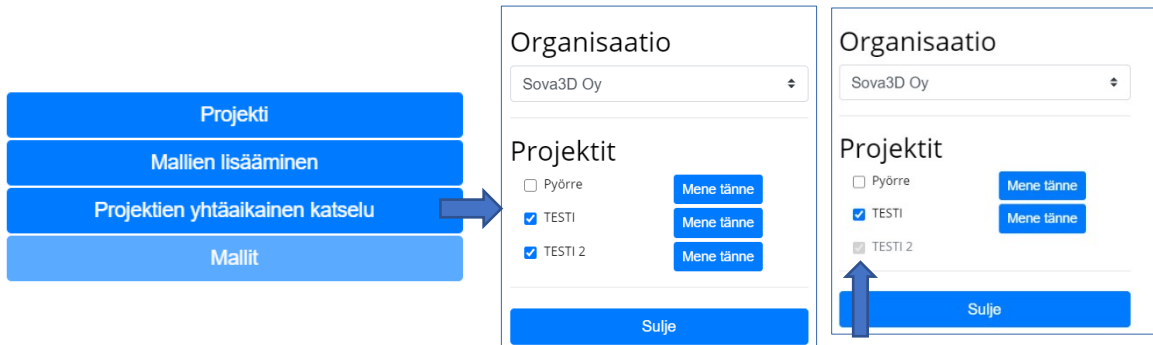 Projekti
Mallien lisääminen
Projektien yhtäaikainen katselu
Mallit
Organisaatio
Sova3D Oy
Projektit
Pyörre Mene tänne
TESTI Mene tänne
TESTI 2 Mene tänne
Sulje
Organisaatio
Sova3D Oy
Projektit
Pyörre Mene tänne
TESTI Mene tänne
TESTI 2
Sulje